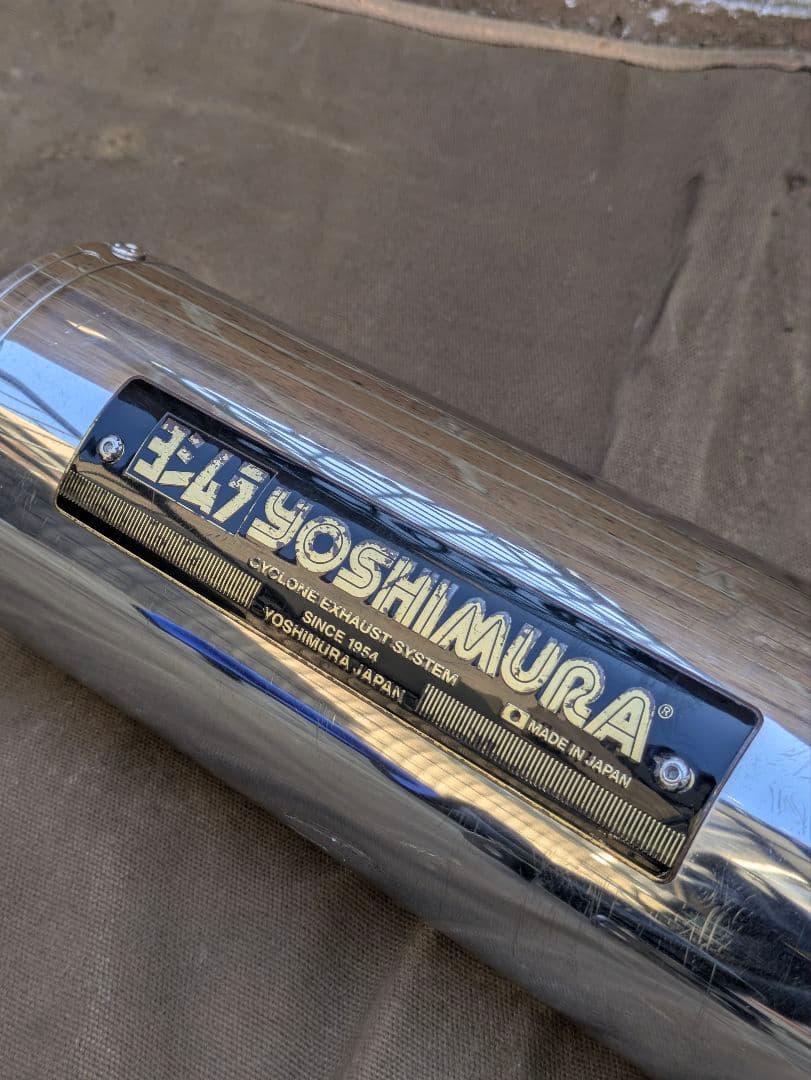 ヨシムラ YOSHIMURA®
CYCLONE EXHAUST SYSTEM
SINCE 1954
YOSHIMURA JAPAN
MADE IN JAPAN